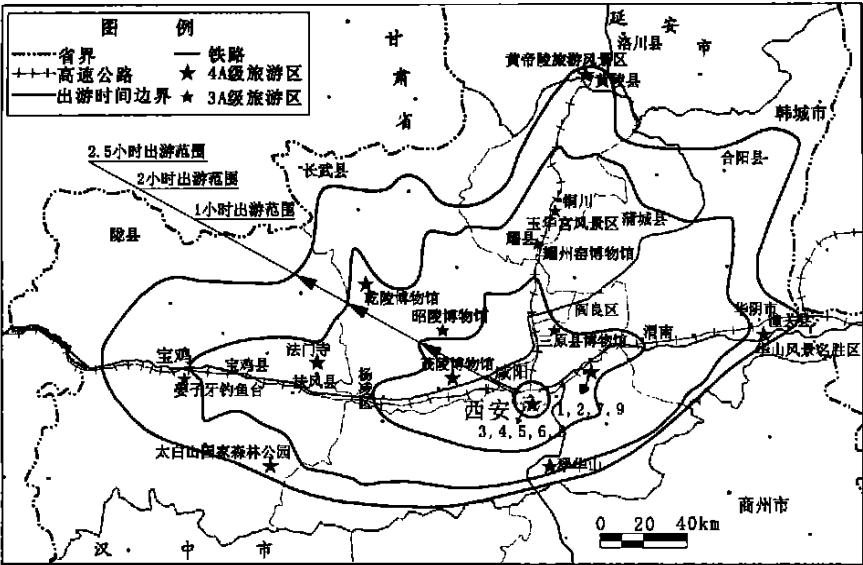 图 例
省界
铁路
高速公路
4A级旅游区
出游时间边界
3A级旅游区
甘肃省
延安市
洛川县
黄帝陵旅游风景区
黄陵县
韩城市
合阳县
2.5小时出游范围
2小时出游范围
1小时出游范围
长武县
陇县
铜川
玉华宫风景区
蒲城县
耀县
耀州窑博物馆
乾陵博物馆
昭陵博物馆
阎良区
三原县博物馆
渭南
华阴市
潼关县
华山风景名胜区
宝鸡
宝鸡县
法门寺
扶风县
姜子牙钓鱼台
杨凌区
茂陵博物馆
咸阳
西安
1,2,7,9
3,4,5,6,8
太白山国家森林公园
翠华山
商州市
汉中市
0 20 40km